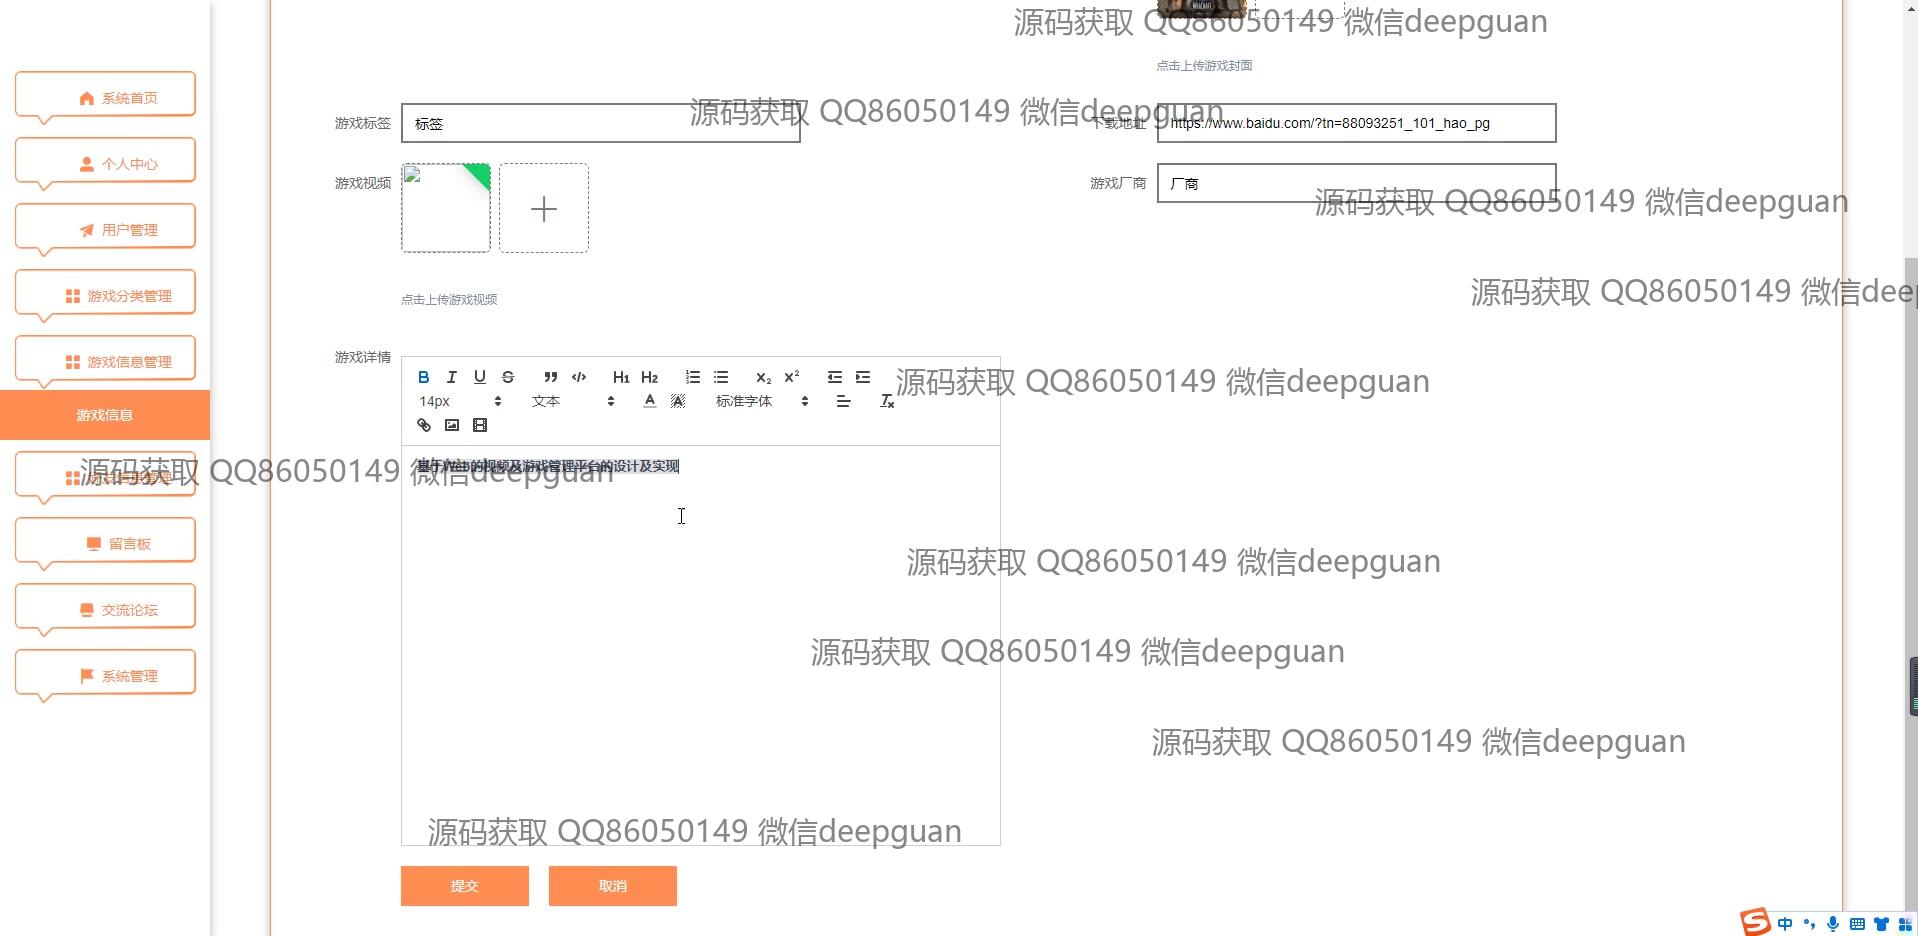 源码获取 QQ86050149 微信deepguan
点击上传游戏封面
系统首页
源码获取 QQ86050149 微信deepguan
游戏标签
标签
下载地址
https://www.baidu.com/?tn=88093251_101_hao_pg
个人中心
游戏视频
游戏厂商
厂商
源码获取 QQ86050149 微信deepguan
用户管理
游戏分类管理
点击上传游戏视频
源码获取 QQ86050149 微信dee
游戏信息管理
游戏详情
B I U S H1 H2 X₂ X²
源码获取 QQ86050149 微信deepguan
14px 文本 A A 标准字体 Tx
游戏信息
基于Web的视频及游戏管理平台的设计及实现
源码获取 QQ86050149 微信deepguan
留言板
源码获取 QQ86050149 微信deepguan
交流论坛
源码获取 QQ86050149 微信deepguan
系统管理
源码获取 QQ86050149 微信deepguan
源码获取 QQ86050149 微信deepguan
提交
取消
中